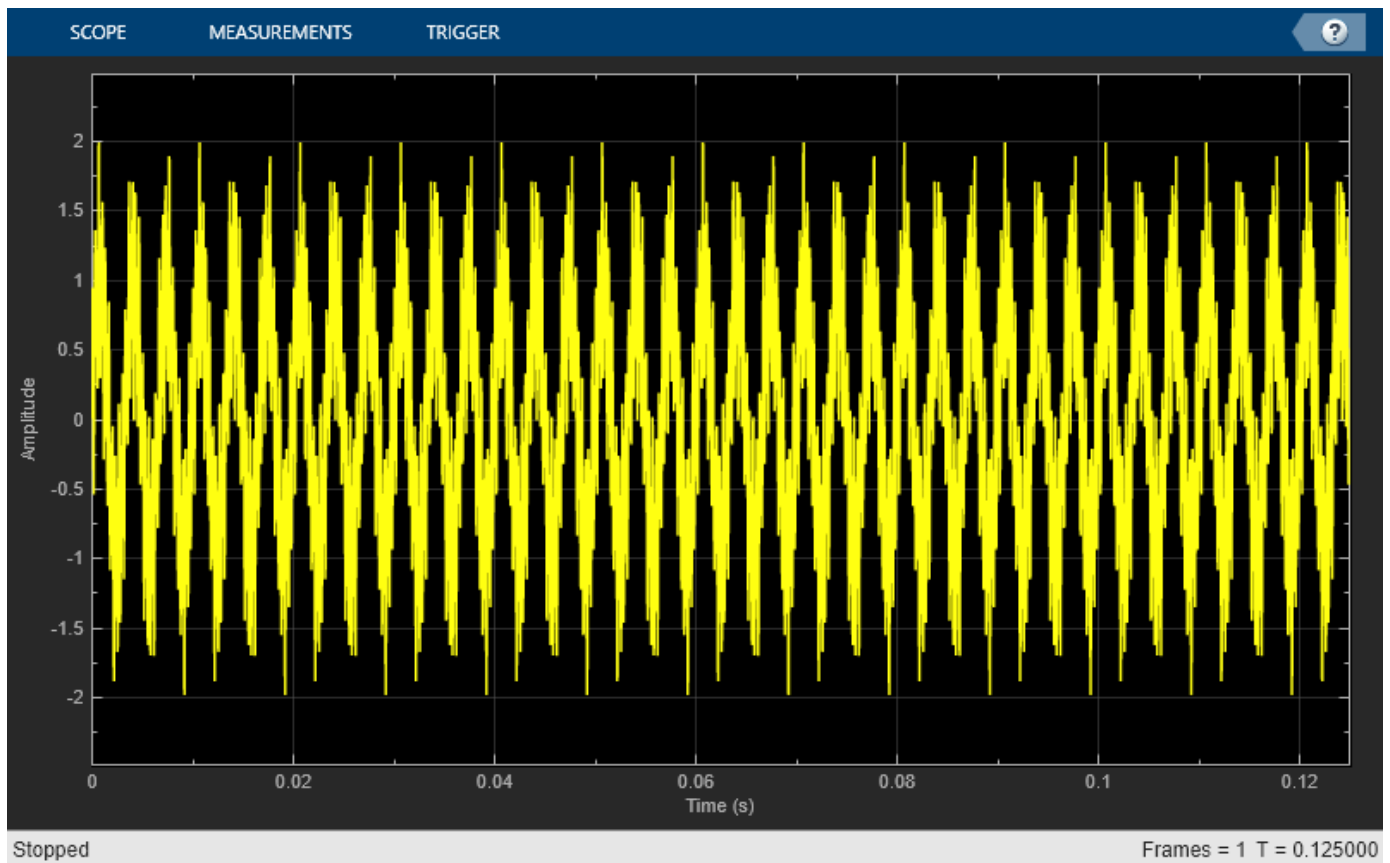 SCOPE MEASUREMENTS TRIGGER ?
2
1.5
1
0.5
0
-0.5
-1
-1.5
-2
Amplitude
0 0.02 0.04 0.06 0.08 0.1 0.12
Time (s)
Stopped Frames = 1 T = 0.125000